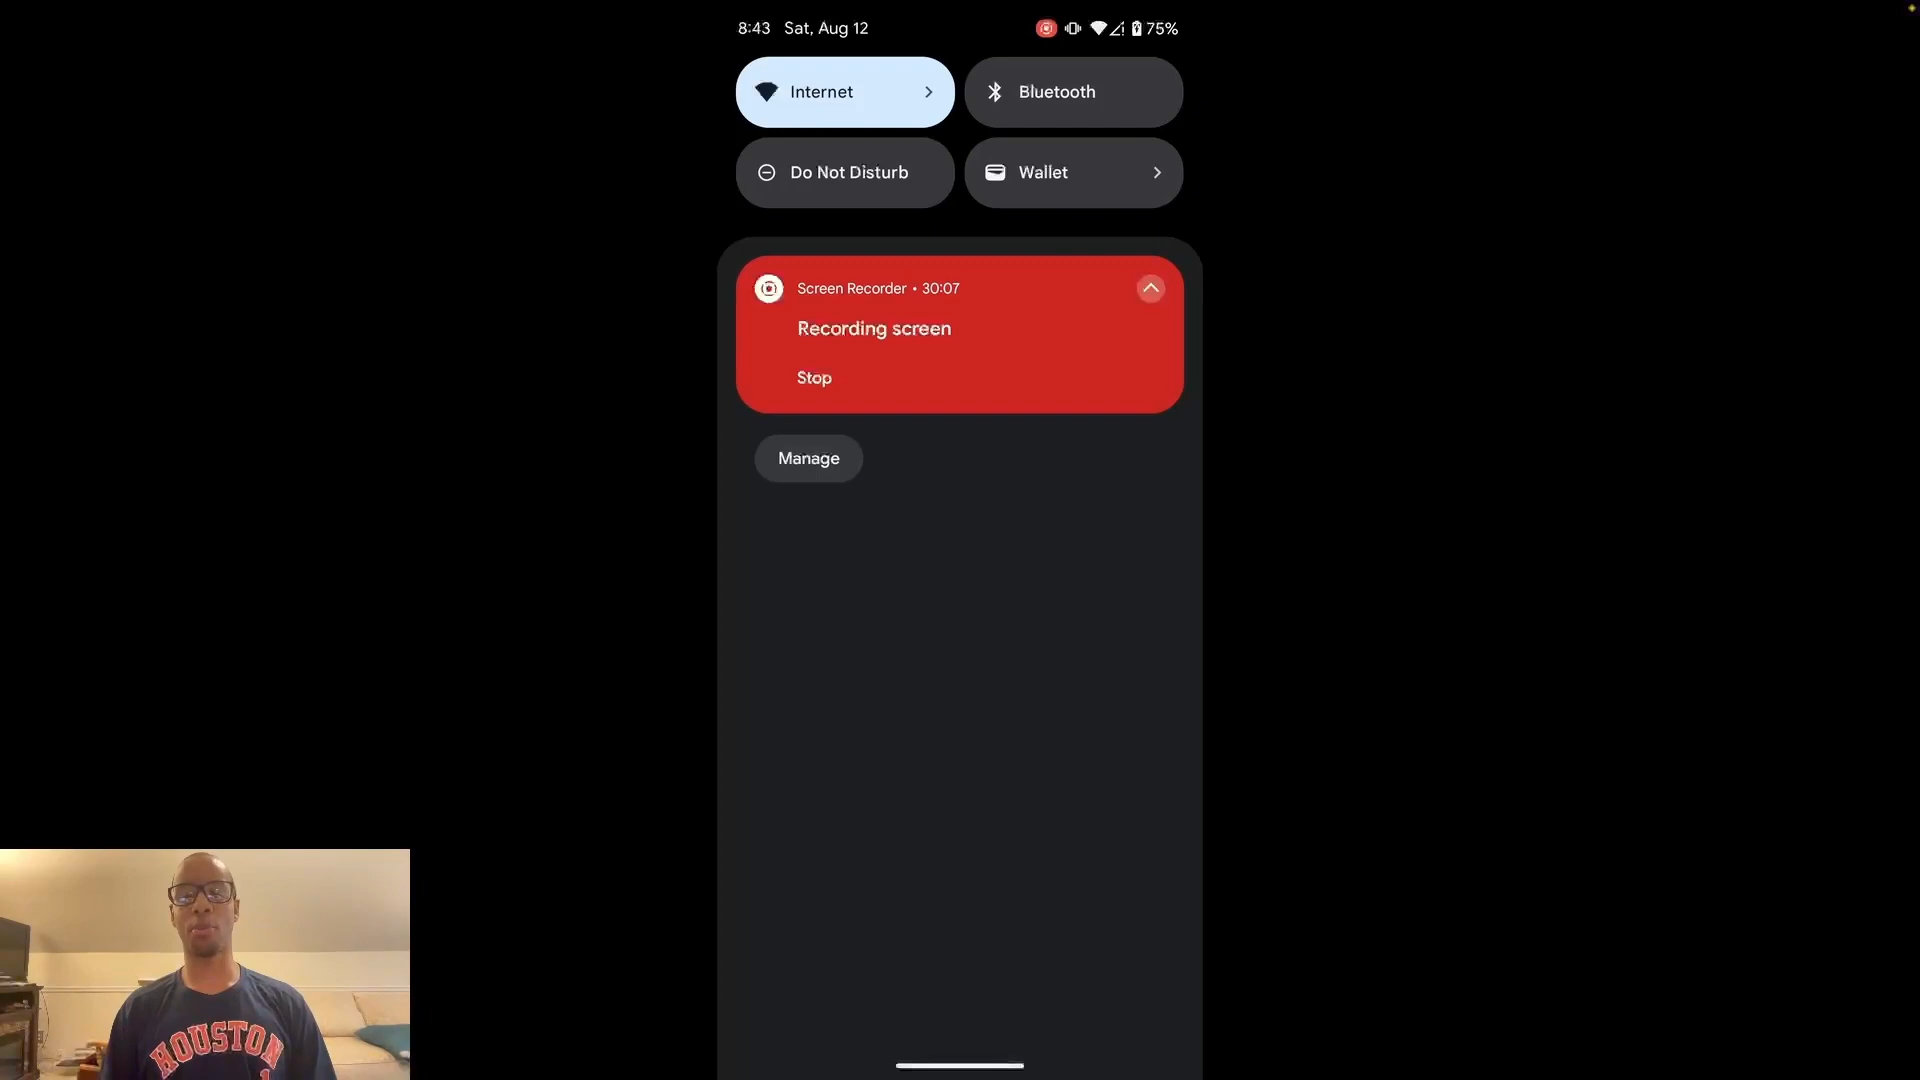 8:43 Sat, Aug 12 75%
Internet
Bluetooth
Do Not Disturb
Wallet
Screen Recorder • 30:07
Recording screen
Stop
Manage
HOUSTON